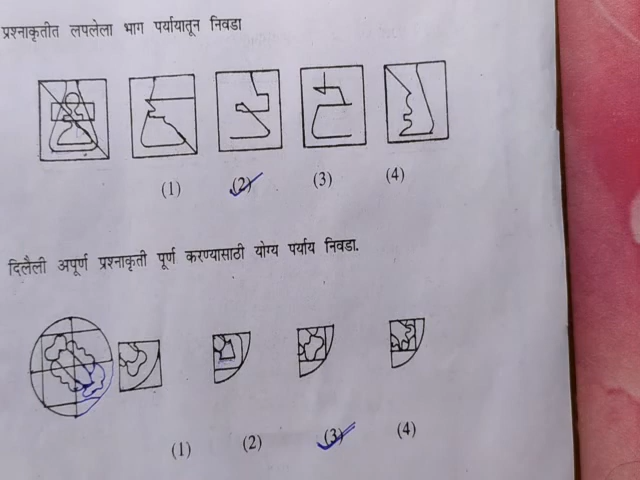 प्रश्नाकृतीत लपलेला भाग पर्यायातून निवडा
(1) (2) (3) (4)
दिलैली अपूर्ण प्रश्नाकृती पूर्ण करण्यासाठी योग्य पर्याय निवडा.
(1) (2) (3) (4)